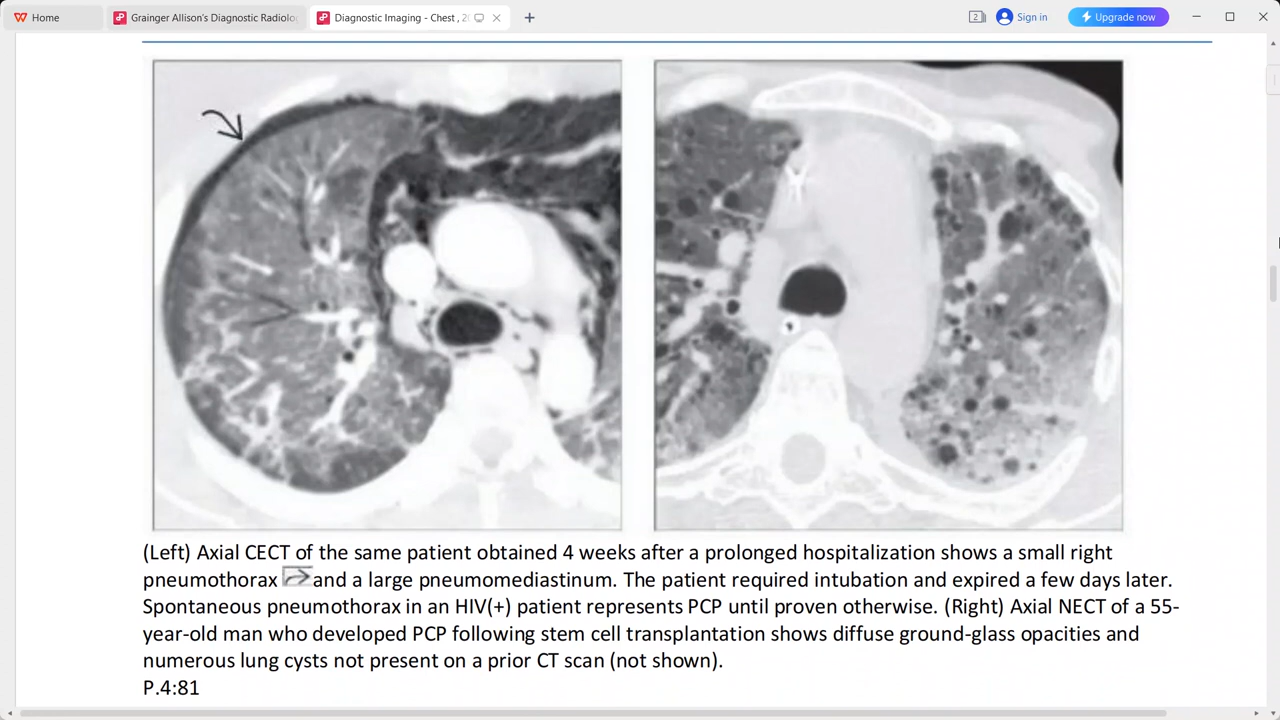 Home
Grainger Allison's Diagnostic Radiolo
Diagnostic Imaging - Chest , 2
2
Sign in
Upgrade now
(Left) Axial CECT of the same patient obtained 4 weeks after a prolonged hospitalization shows a small right
pneumothorax and a large pneumomediastinum. The patient required intubation and expired a few days later.
Spontaneous pneumothorax in an HIV(+) patient represents PCP until proven otherwise. (Right) Axial NECT of a 55-
year-old man who developed PCP following stem cell transplantation shows diffuse ground-glass opacities and
numerous lung cysts not present on a prior CT scan (not shown).
P.4:81